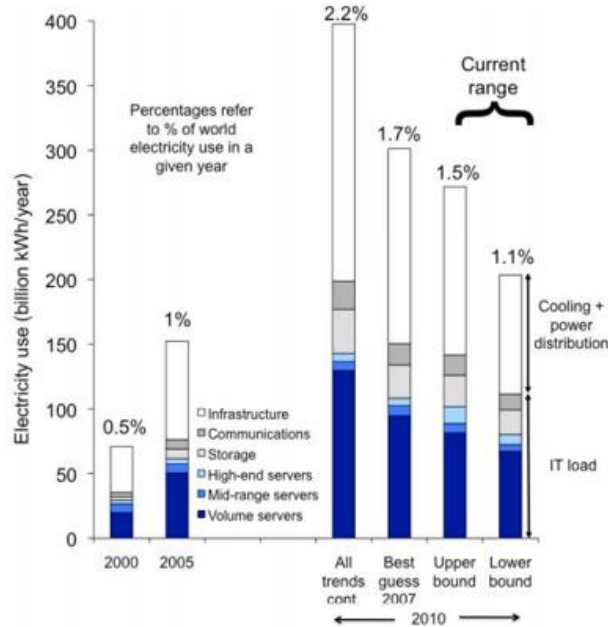 Electricity use (billion kWh/year)
400
350
300
250
200
150
100
50
0
Percentages refer
to % of world
electricity use in a
given year
0.5%
1%
2.2%
1.7%
1.5%
1.1%
Current
range
Cooling +
power
distribution
IT load
Infrastructure
Communications
Storage
High-end servers
Mid-range servers
Volume servers
2000
2005
All
trends
cont.
Best
guess
2007
Upper
bound
Lower
bound
2010